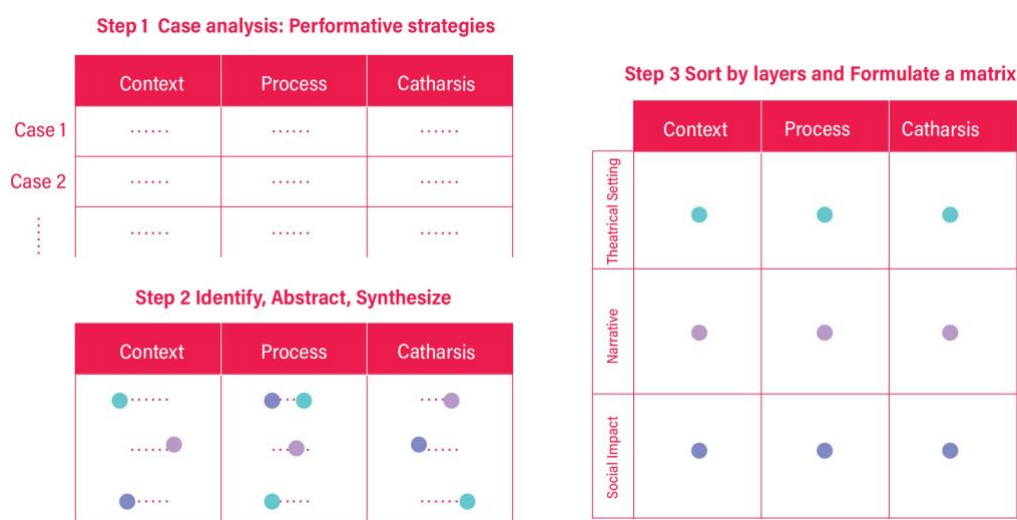 Step 1 Case analysis: Performative strategies
Context Process Catharsis
Case 1 ...... ...... ......
Case 2 ...... ...... ......
...... ...... ......
Step 2 Identify, Abstract, Synthesize
Context Process Catharsis
Step 3 Sort by layers and Formulate a matrix
Context Process Catharsis
Theatrical Setting
Narrative
Social Impact